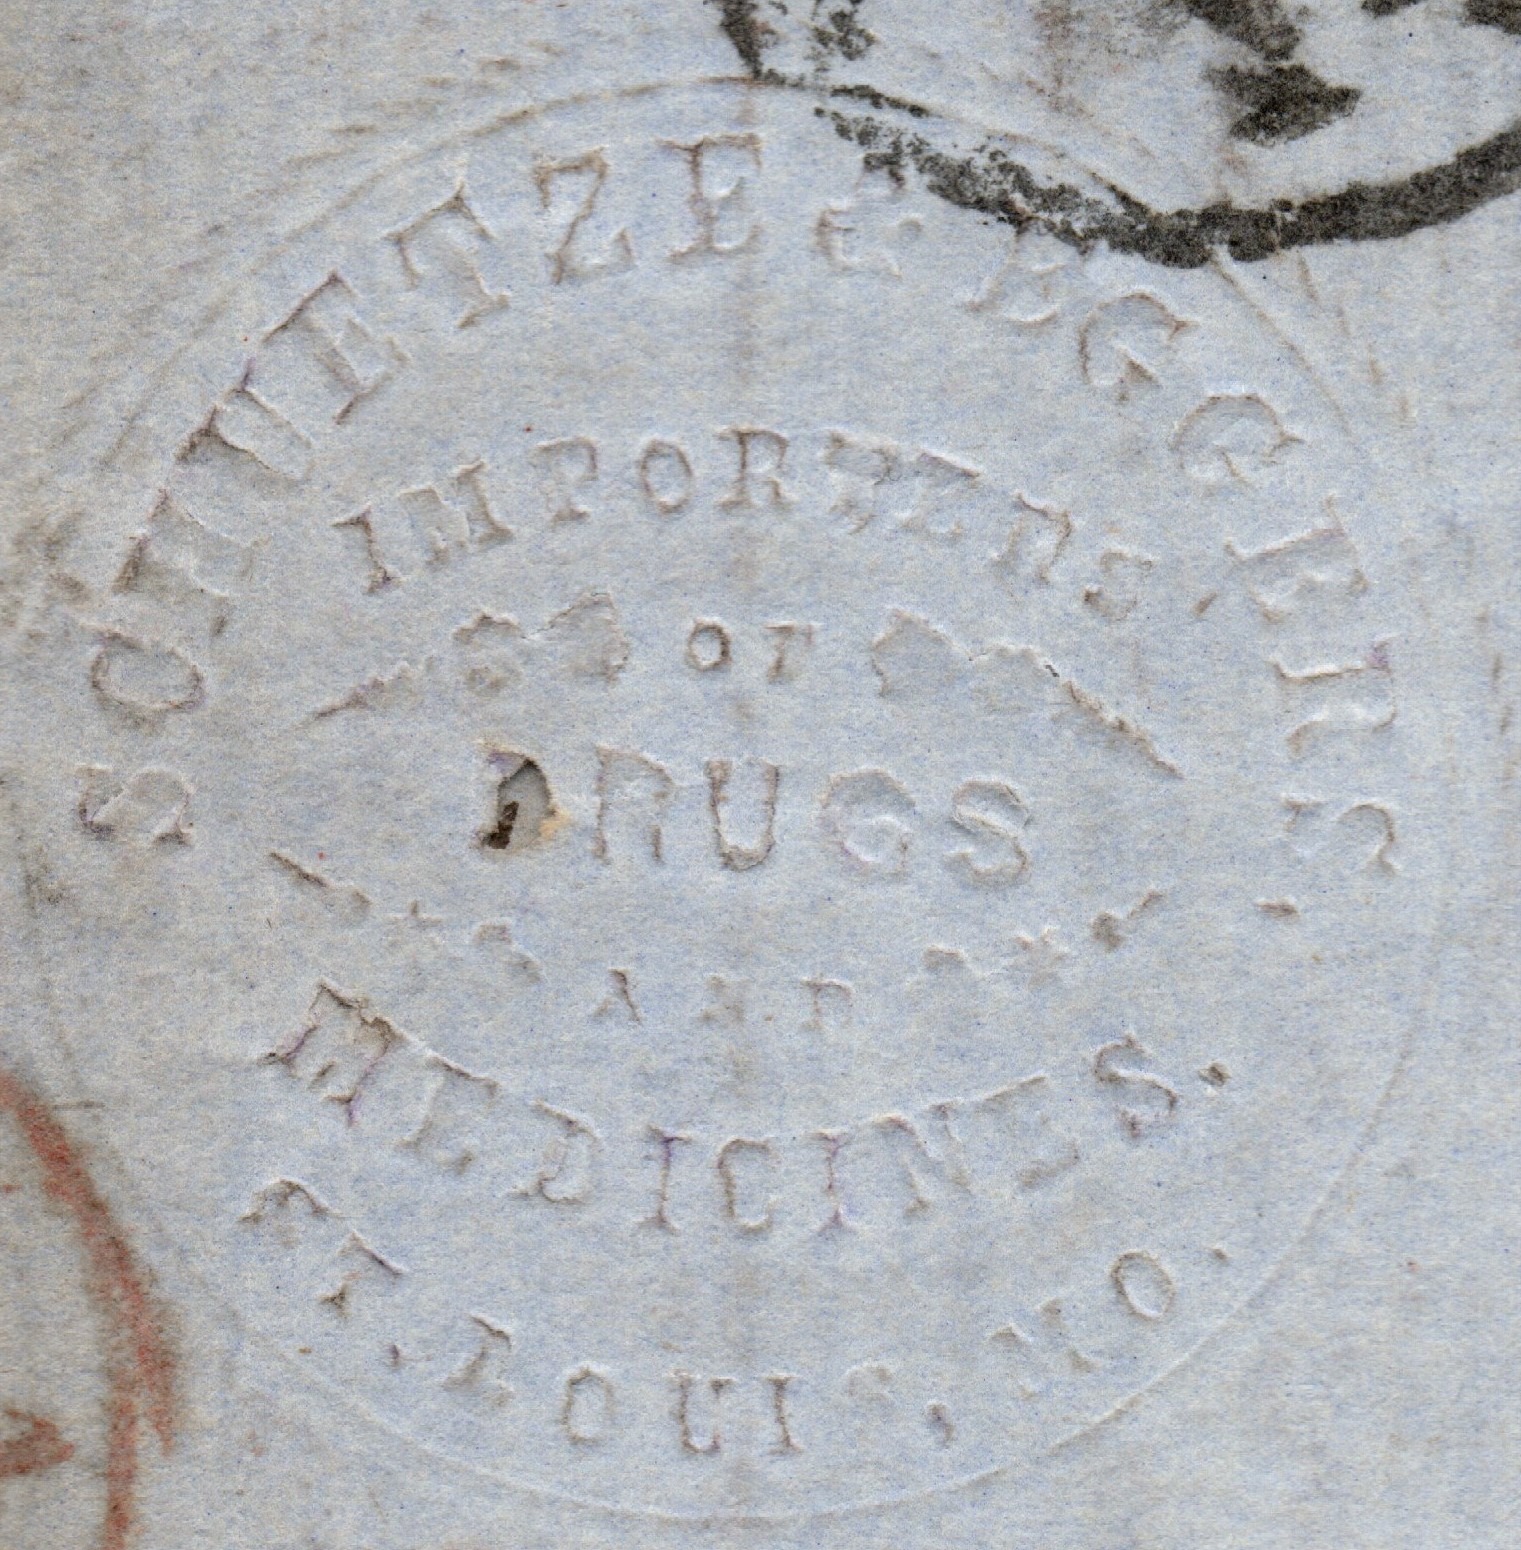 SCHUETZE & EGGERS.
IMPORTERS
OF
DRUGS
AND
MEDICINES.
ST. LOUIS, MO.